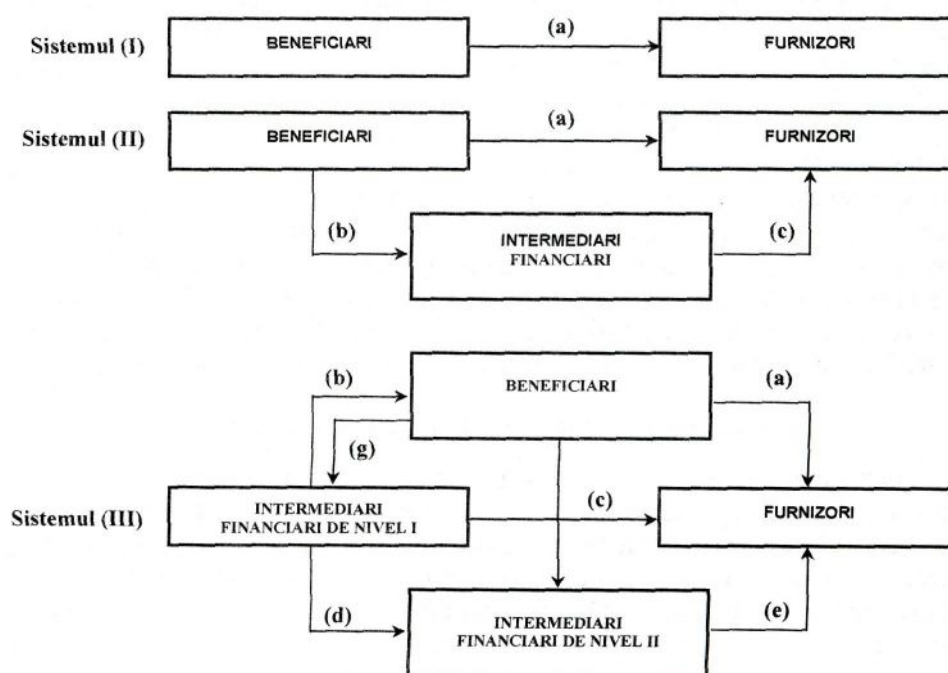 Sistemul (I)
BENEFICIARI
(a)
FURNIZORI
Sistemul (II)
BENEFICIARI
(a)
FURNIZORI
(b)
INTERMEDIARI
FINANCIARI
(c)
(b)
BENEFICIARI
(a)
(g)
Sistemul (III)
INTERMEDIARI
FINANCIARI DE NIVEL I
(c)
FURNIZORI
(d)
INTERMEDIARI
FINANCIARI DE NIVEL II
(e)